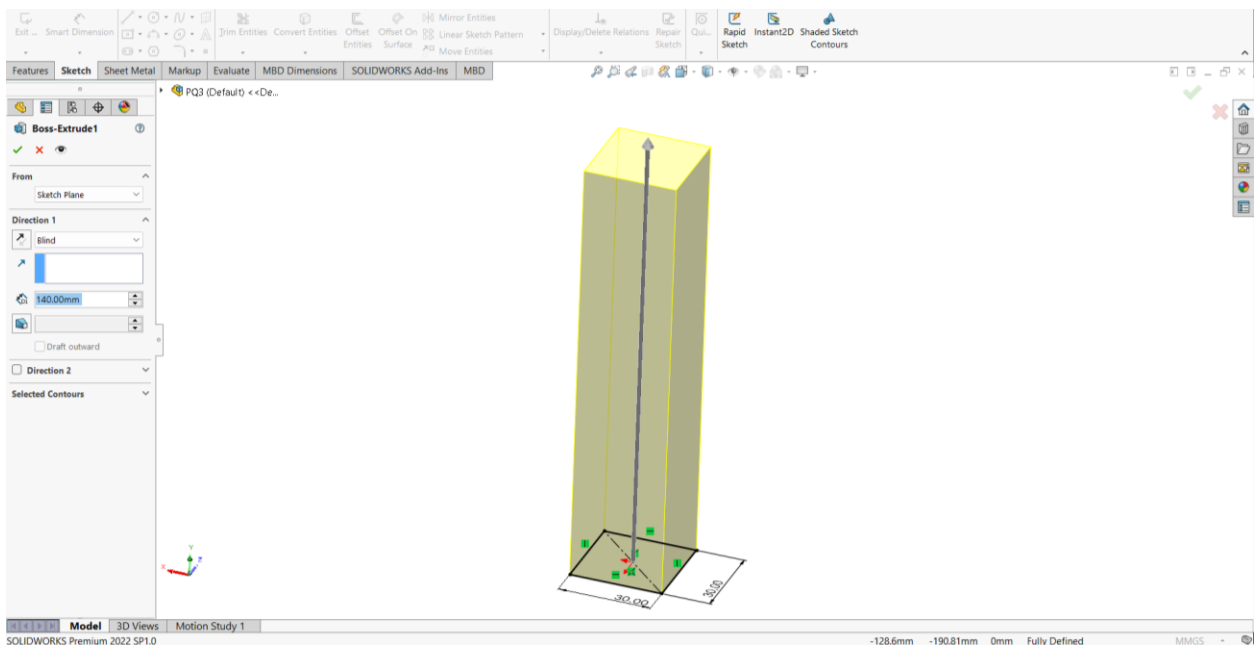 Exit ... Smart Dimension Trim Entities Convert Entities Offset Entities Offset On Surface Mirror Entities Linear Sketch Pattern Move Entities Display/Delete Relations Repair Sketch Qui... Rapid Sketch Instant2D Shaded Sketch Contours
Features Sketch Sheet Metal Markup Evaluate MBD Dimensions SOLIDWORKS Add-Ins MBD
PQ3 (Default) <<De...
Boss-Extrude1
From
Sketch Plane
Direction 1
Blind
140.00mm
Draft outward
Direction 2
Selected Contours
30.00
30.00
Y
Z
X
Model 3D Views Motion Study 1
SOLIDWORKS Premium 2022 SP1.0 -128.6mm -190.81mm 0mm Fully Defined MMGS -